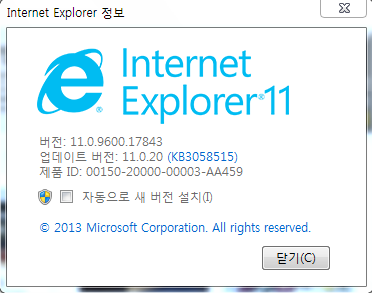 Internet Explorer 정보
Internet
Explorer®11
버전: 11.0.9600.17843
업데이트 버전: 11.0.20 (KB3058515)
제품 ID: 00150-20000-00003-AA459
자동으로 새 버전 설치(I)
© 2013 Microsoft Corporation. All rights reserved.
닫기(C)